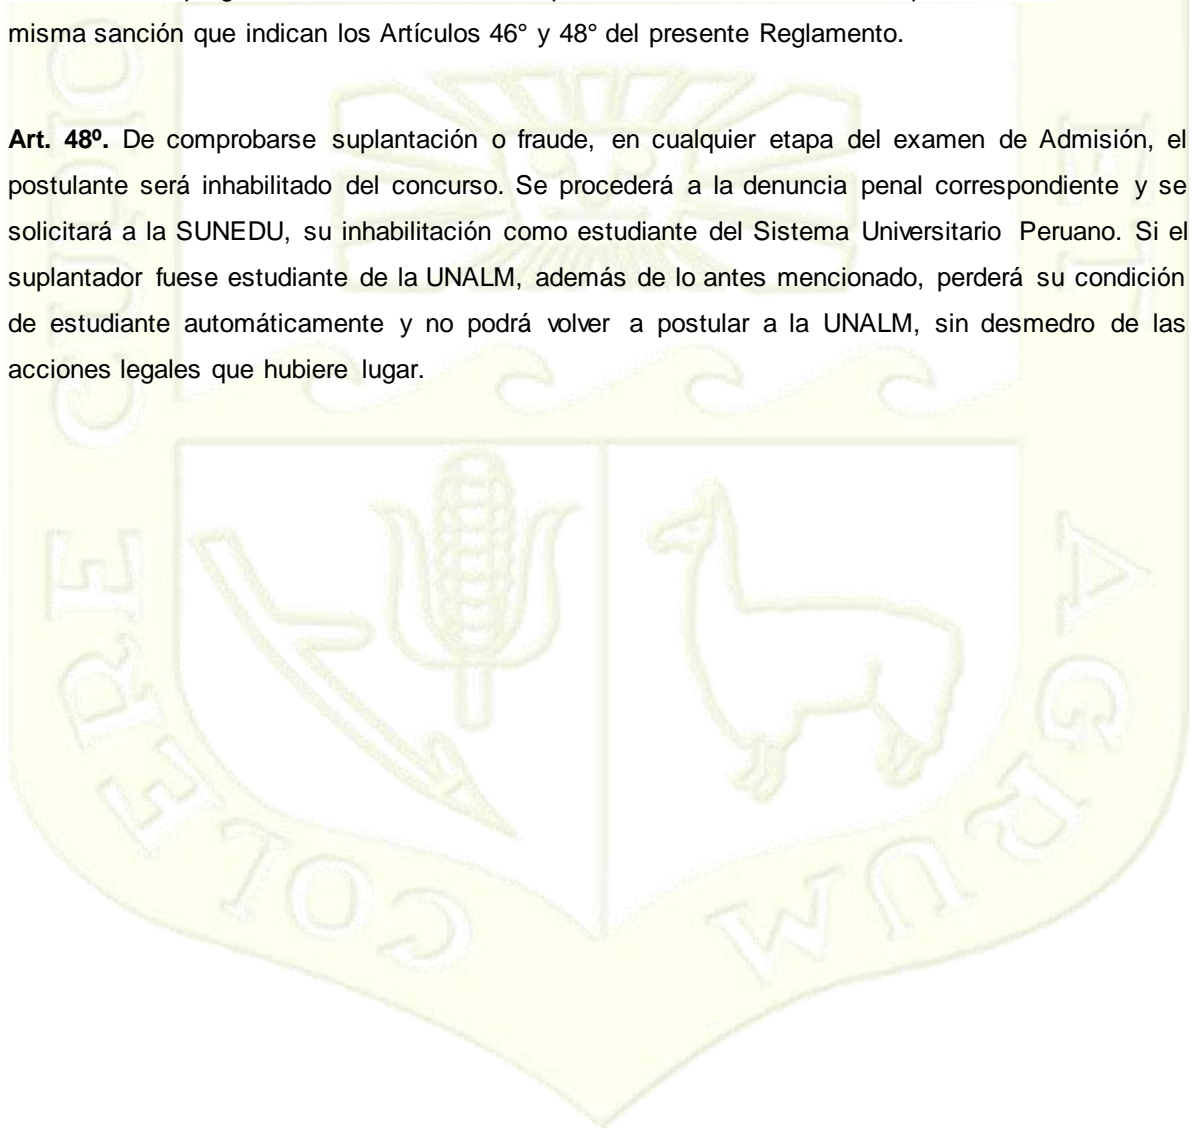 misma sanción que indican los Artículos 46° y 48° del presente Reglamento.
Art. 48º. De comprobarse suplantación o fraude, en cualquier etapa del examen de Admisión, el
postulante será inhabilitado del concurso. Se procederá a la denuncia penal correspondiente y se
solicitará a la SUNEDU, su inhabilitación como estudiante del Sistema Universitario Peruano. Si el
suplantador fuese estudiante de la UNALM, además de lo antes mencionado, perderá su condición
de estudiante automáticamente y no podrá volver a postular a la UNALM, sin desmedro de las
acciones legales que hubiere lugar.
COLERE CUPIO
ET
AGRUM